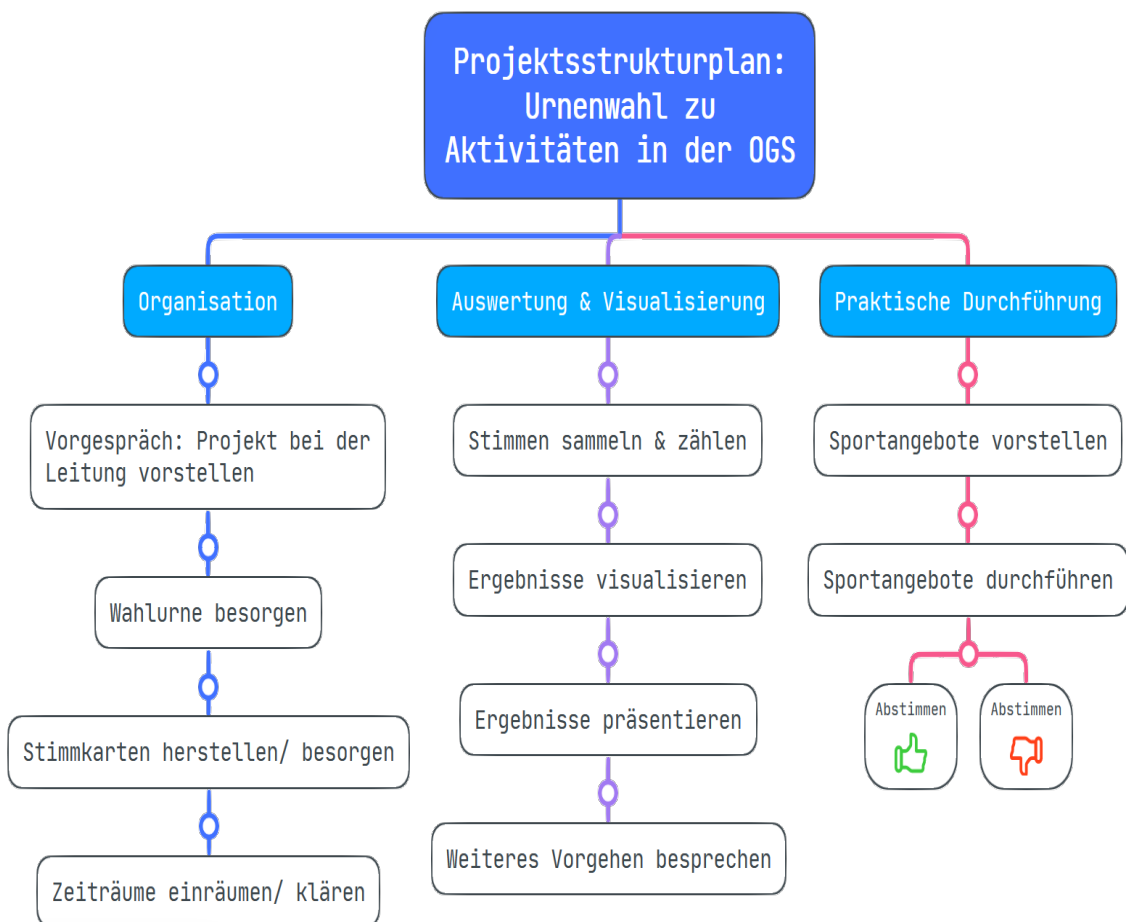 Projektsstrukturplan:
Urnenwahl zu
Aktivitäten in der OGS
Organisation
Vorgespräch: Projekt bei der
Leitung vorstellen
Wahlurne besorgen
Stimmkarten herstellen/ besorgen
Zeiträume einräumen/ klären
Auswertung & Visualisierung
Stimmen sammeln & zählen
Ergebnisse visualisieren
Ergebnisse präsentieren
Weiteres Vorgehen besprechen
Praktische Durchführung
Sportangebote vorstellen
Sportangebote durchführen
Abstimmen
Abstimmen